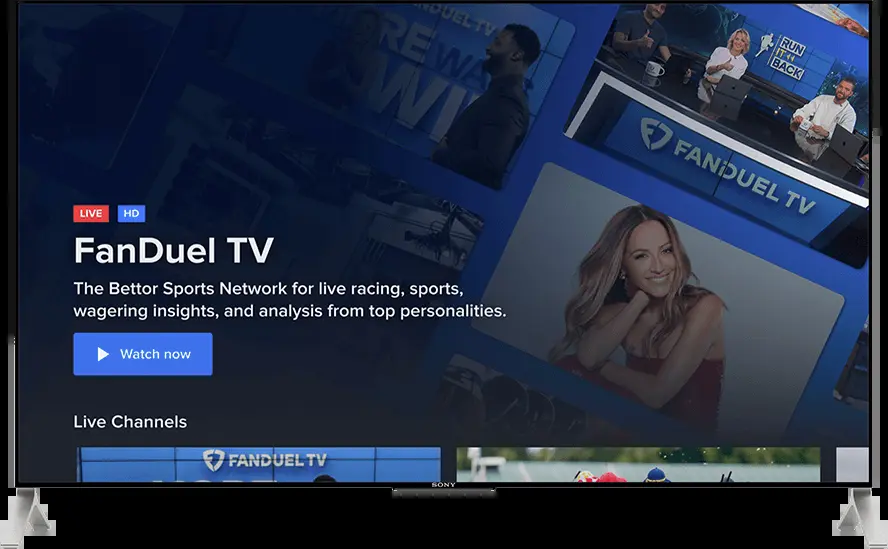 FANDUEL TV
RUN
IT
BACK
FANDUEL TV
LIVE
HD
FanDuel TV
The Bettor Sports Network for live racing, sports,
wagering insights, and analysis from top personalities.
Watch now
Live Channels
FANDUEL TV
SONY